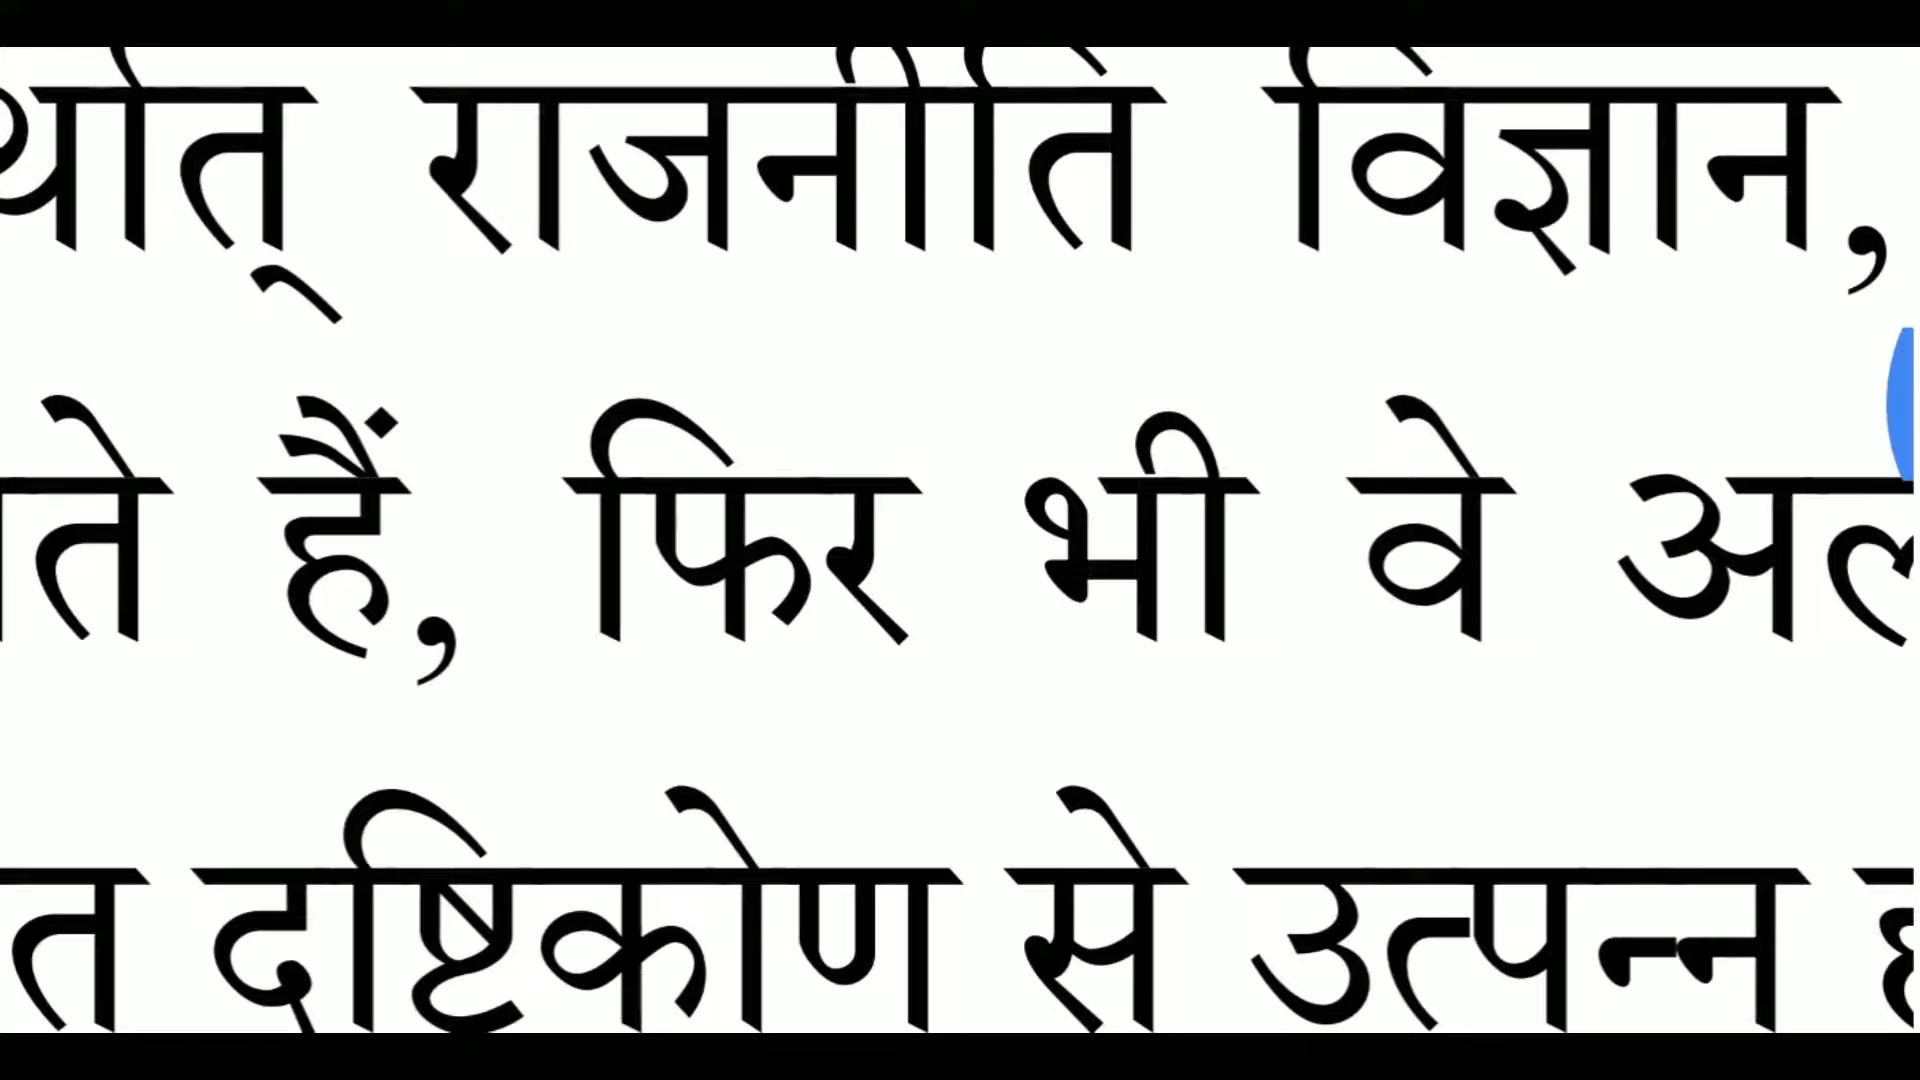 र्थात् राजनीति विज्ञान,
ते हैं, फिर भी वे
दृष्टिकोण से उत्पन्न